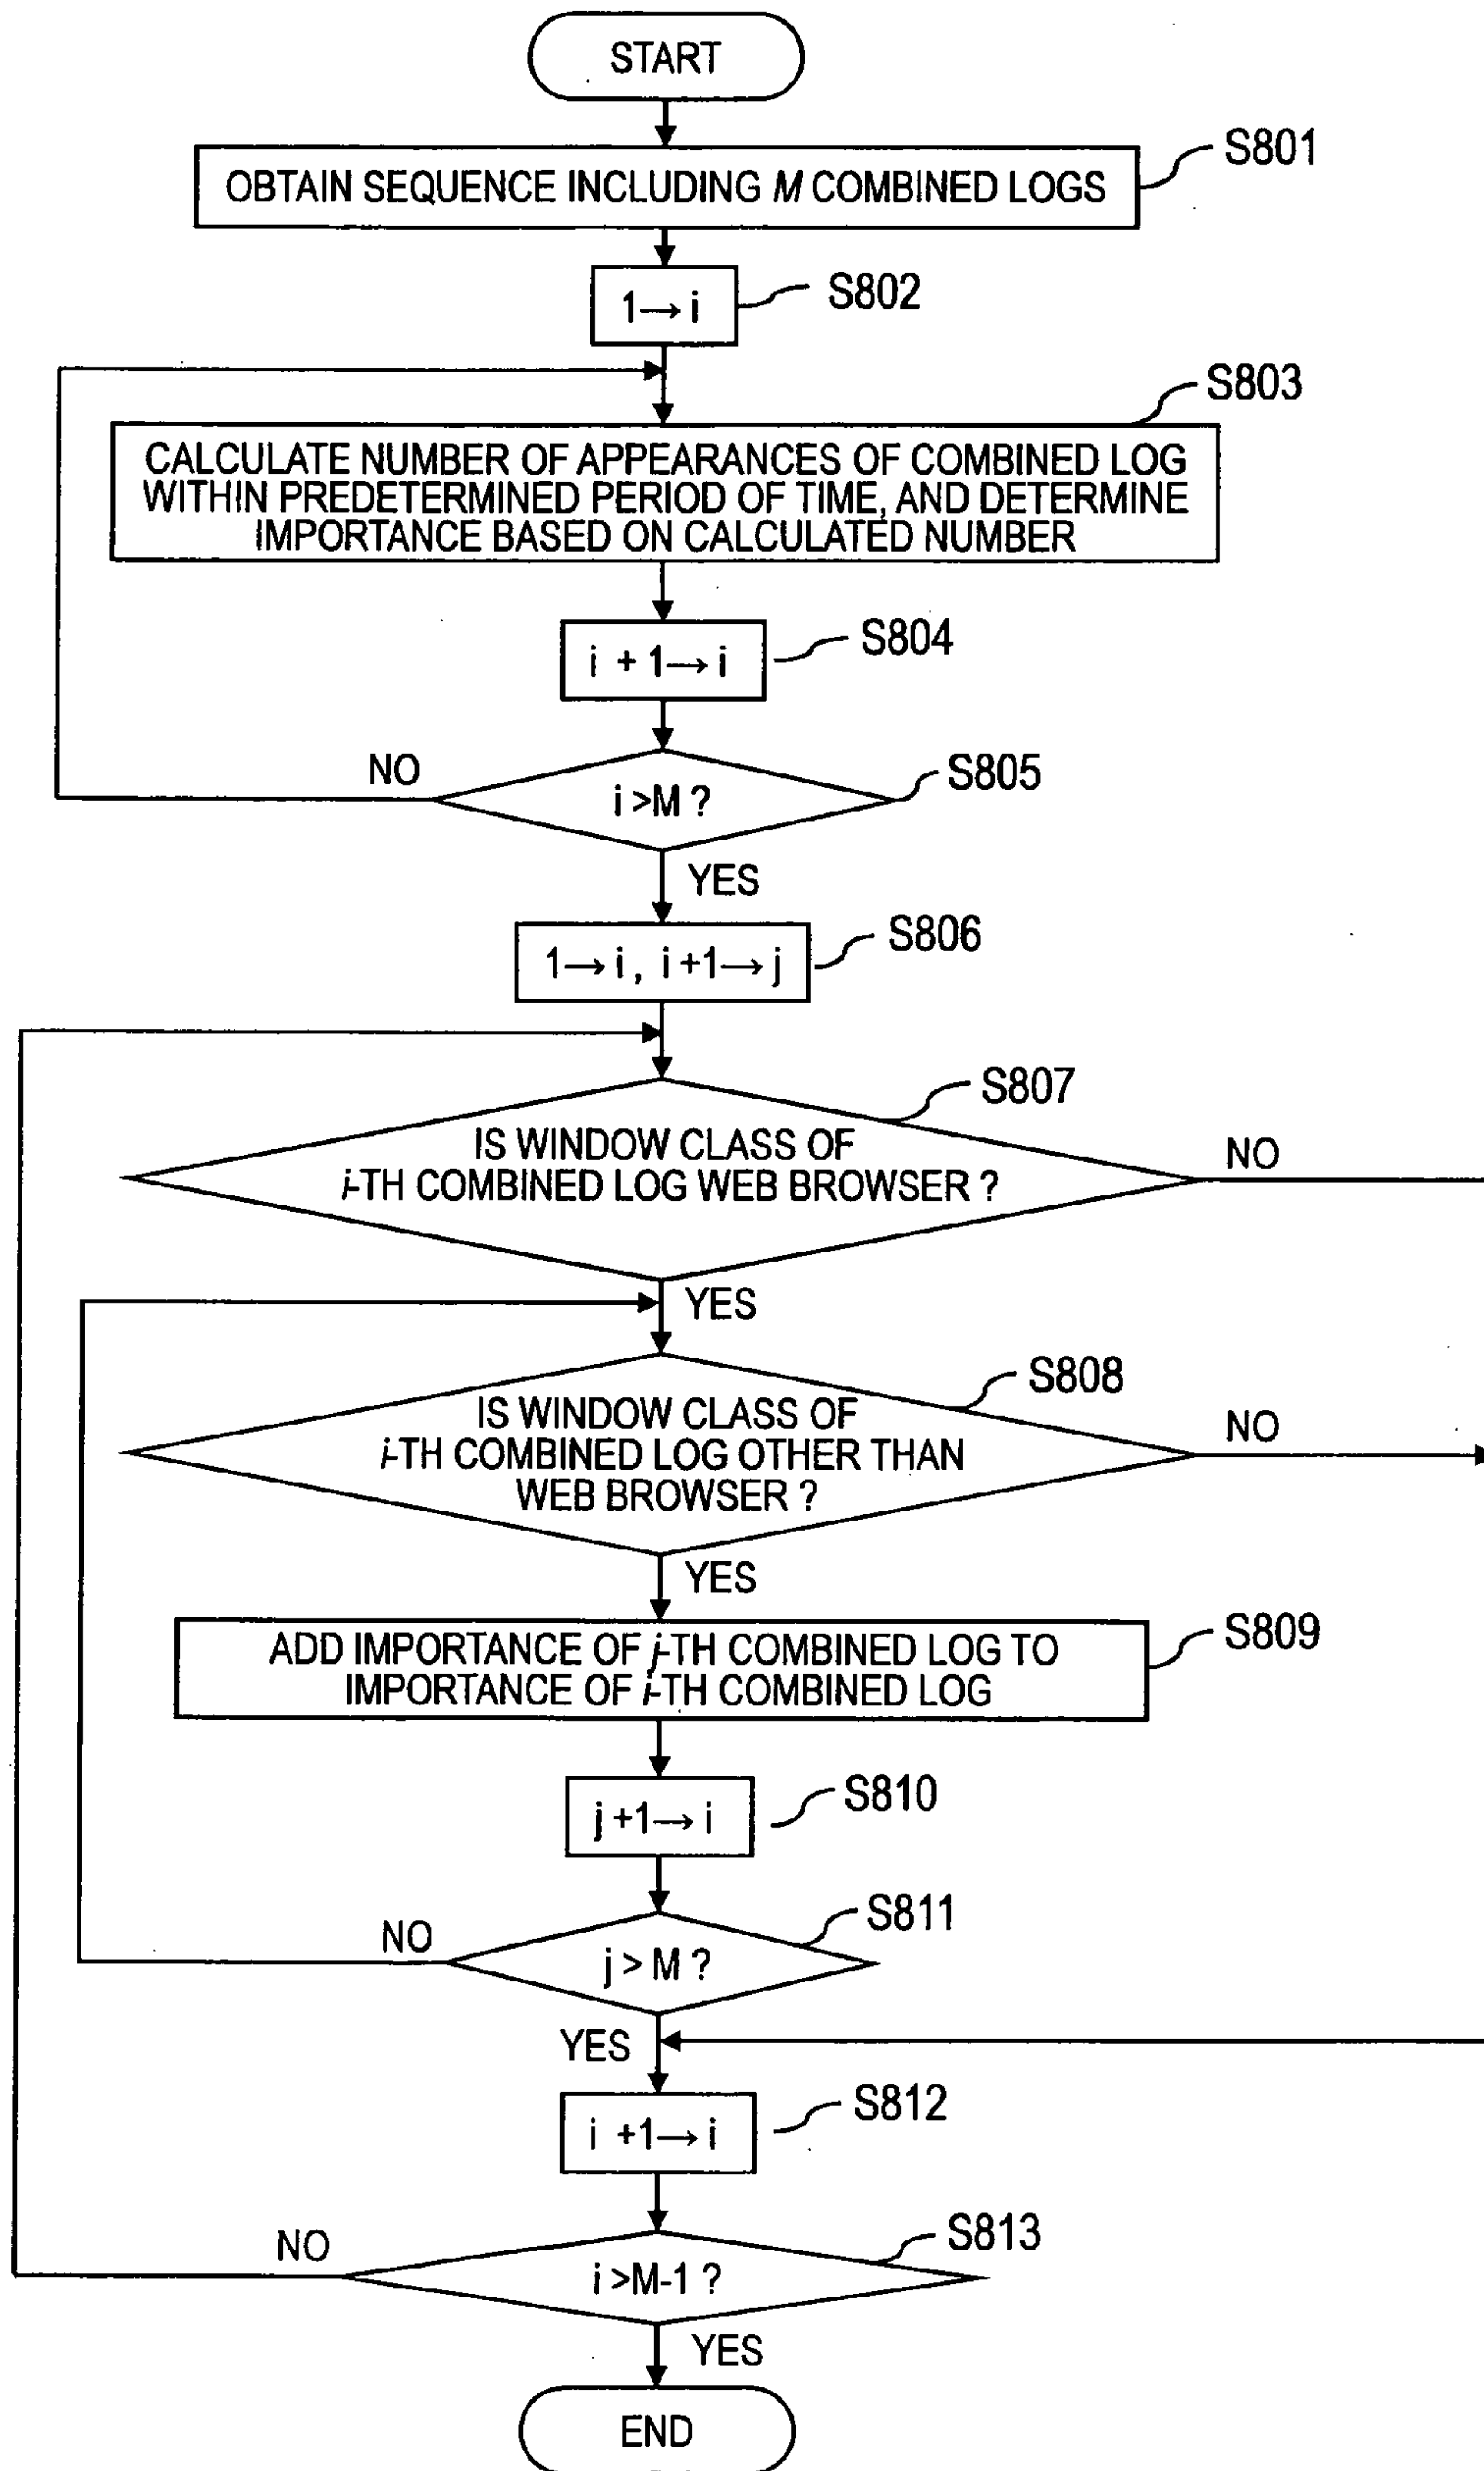 START
S801
OBTAIN SEQUENCE INCLUDING M COMBINED LOGS
S802
1→i
S803
CALCULATE NUMBER OF APPEARANCES OF COMBINED LOG
WITHIN PREDETERMINED PERIOD OF TIME, AND DETERMINE
IMPORTANCE BASED ON CALCULATED NUMBER
S804
i +1→i
S805
NO
i >M ?
YES
S806
1→i, i+1→j
S807
IS WINDOW CLASS OF
i-TH COMBINED LOG WEB BROWSER ?
NO
YES
S808
IS WINDOW CLASS OF
i-TH COMBINED LOG OTHER THAN
WEB BROWSER ?
NO
YES
S809
ADD IMPORTANCE OF j-TH COMBINED LOG TO
IMPORTANCE OF i-TH COMBINED LOG
S810
j+1→i
S811
NO
j > M ?
YES
S812
i +1→i
S813
NO
i >M-1 ?
YES
END